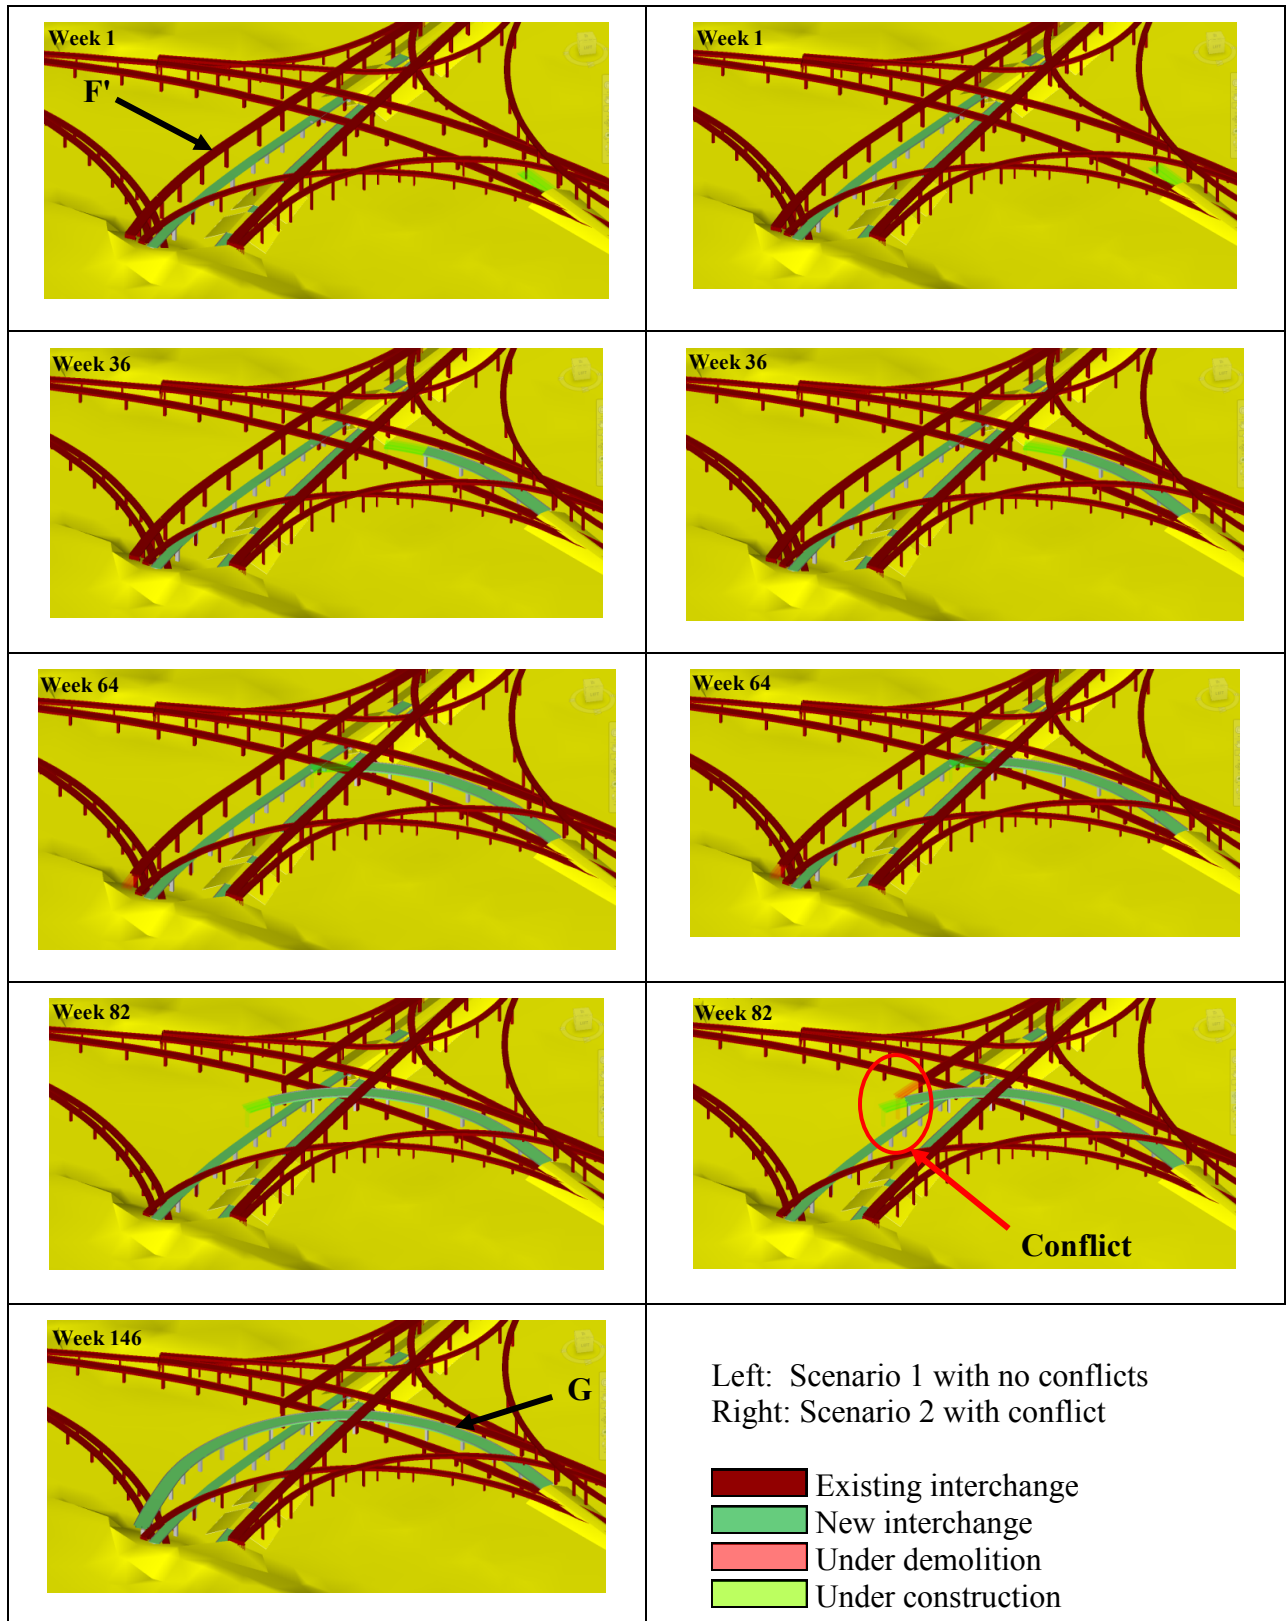 Week 1
F'
Week 1
Week 36
Week 36
Week 64
Week 64
Week 82
Week 82
Conflict
Week 146
G
Left: Scenario 1 with no conflicts
Right: Scenario 2 with conflict
Existing interchange
New interchange
Under demolition
Under construction